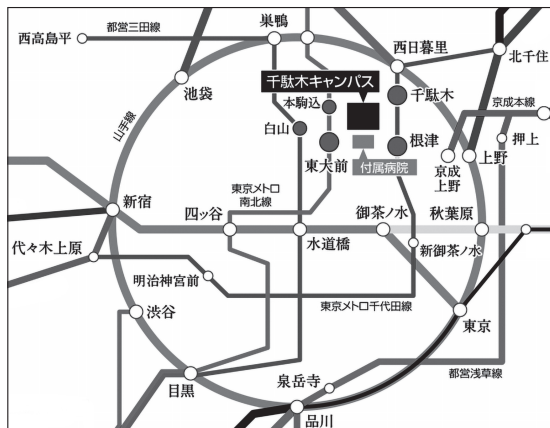 都営三田線
巣鴨
西高島平
西日暮里
北千住
池袋
千駄木キャンパス
千駄木
本駒込
白山
京成本線
押上
山手線
東大前
付属病院
根津
京成
上野
上野
東京メトロ
南北線
新宿
四ッ谷
御茶ノ水
秋葉原
水道橋
新御茶ノ水
代々木上原
明治神宮前
東京メトロ千代田線
渋谷
東京
都営浅草線
泉岳寺
目黒
品川